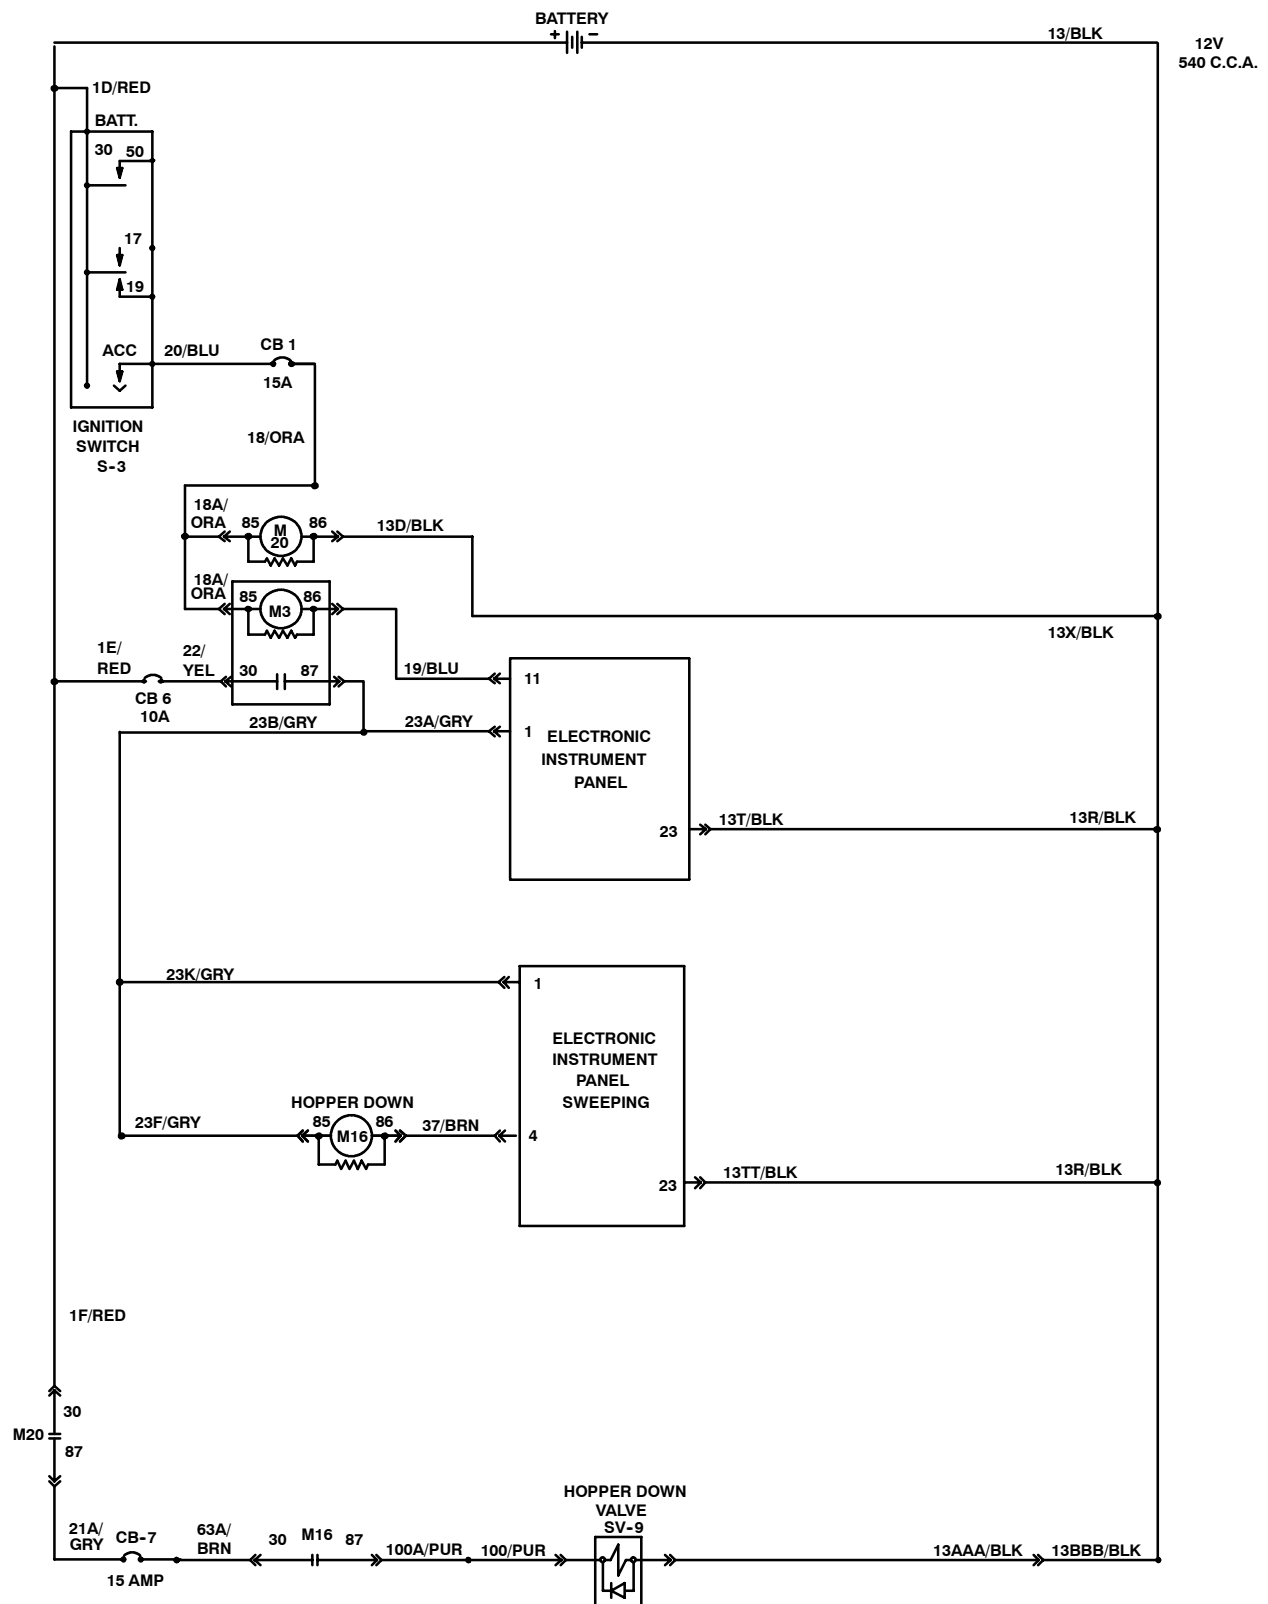 BATTERY
+ −
13/BLK
12V
540 C.C.A.
1D/RED
BATT.
30 50
17
19
ACC
20/BLU
CB 1
15A
IGNITION
SWITCH
S-3
18/ORA
18A/
ORA
85
M
20
86
13D/BLK
18A/
ORA
85
M3
86
13X/BLK
1E/
RED
22/
YEL
30
87
19/BLU
11
CB 6
10A
23B/GRY
23A/GRY
1
ELECTRONIC
INSTRUMENT
PANEL
23
13T/BLK
13R/BLK
23K/GRY
1
ELECTRONIC
INSTRUMENT
PANEL
SWEEPING
HOPPER DOWN
23F/GRY
85
M16
86
37/BRN
4
23
13TT/BLK
13R/BLK
1F/RED
30
M20
87
HOPPER DOWN
VALVE
SV-9
21A/
GRY
CB-7
15 AMP
63A/
BRN
30
M16
87
100A/PUR
100/PUR
13AAA/BLK
13BBB/BLK